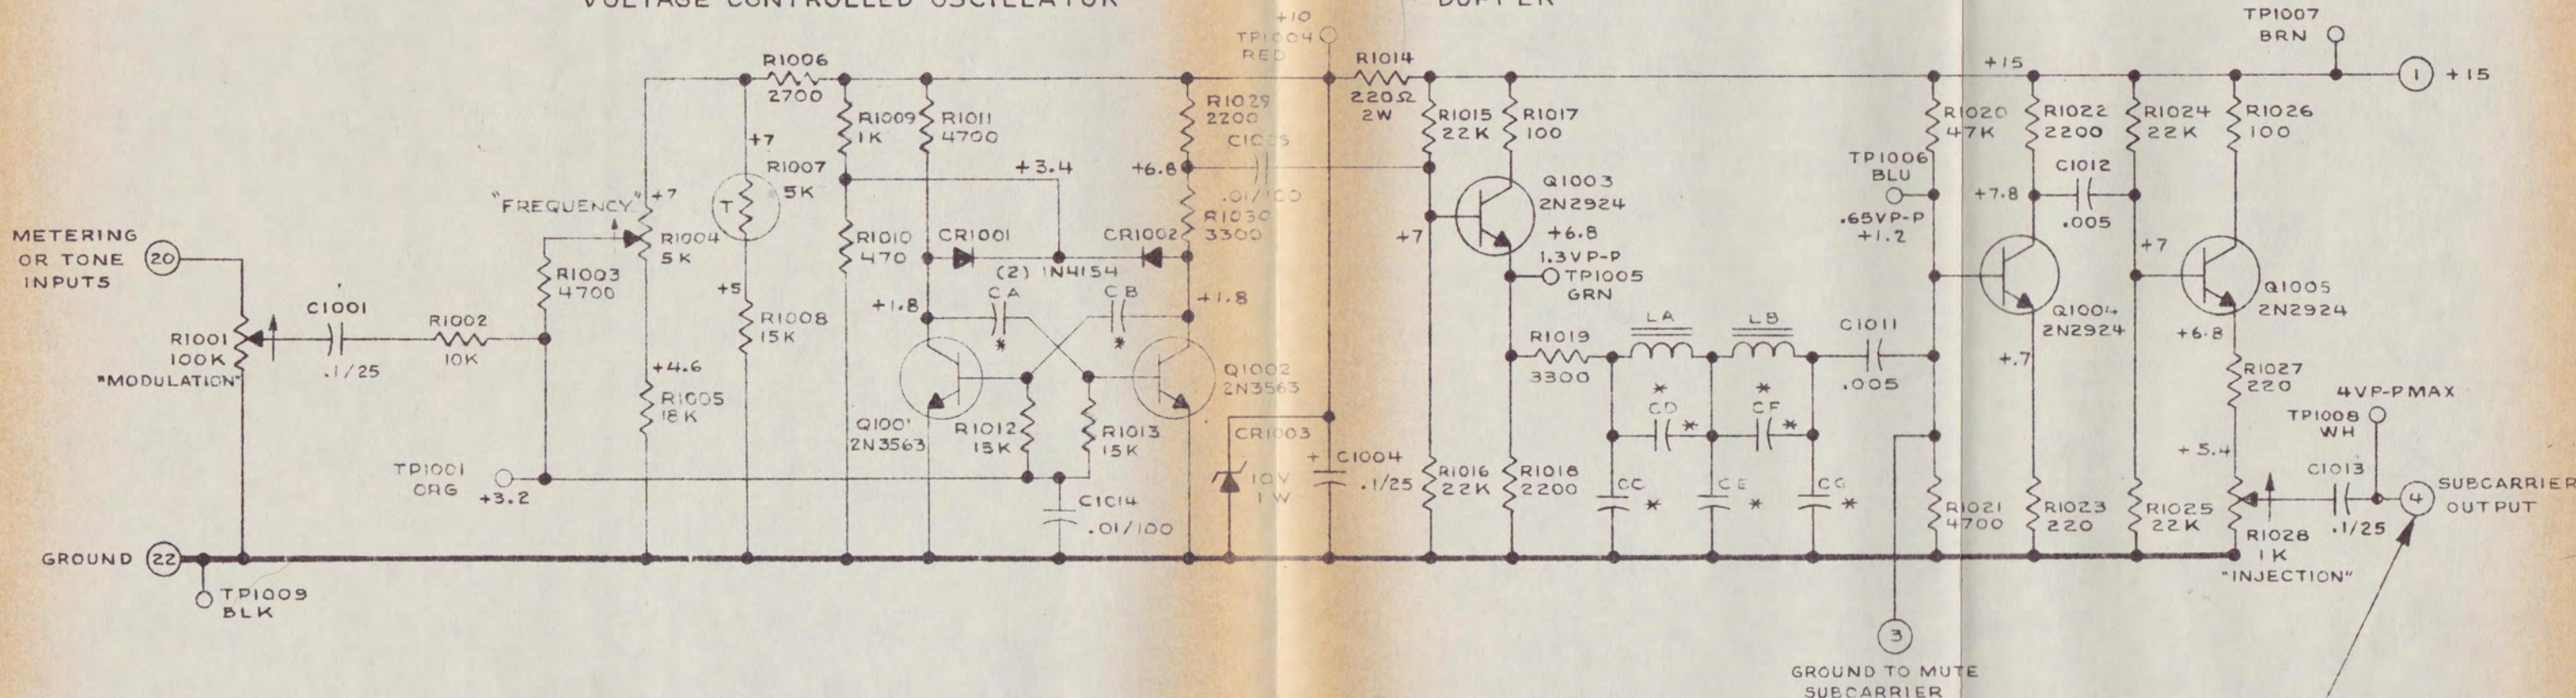 VOLTAGE CONTROLLED OSCILLATOR
BUFFER
METERING
OR TONE
INPUTS
20
R1001
100K
"MODULATION"
GROUND
22
TP1009
BLK
C1001
.1/25
R1002
10K
TP1001
ORG
+3.2
R1003
4700
"FREQUENCY"
+7
R1004
5K
+4.6
R1005
18K
R1006
2700
+7
R1007
5K
T
+5
R1008
15K
R1009
1K
R1010
470
R1011
4700
+3.4
CR1001
CR1002
(2) 1N4154
CA
*
CB
*
+1.8
+1.8
Q1001
2N3563
R1012
15K
R1013
15K
C1014
.01/100
Q1002
2N3563
+10
TP1004
RED
R1029
2200
+6.8
.01/100
R1030
3300
CR1003
10V
1W
+
C1004
.1/25
R1014
220Ω
2W
R1015
22K
R1017
100
+7
Q1003
2N2924
+6.8
1.3VP-P
TP1005
GRN
R1016
22K
R1018
2200
R1019
3300
LA
*
LB
*
CD
*
CF
*
CC
*
CE
*
CG
*
C1011
.005
TP1006
BLU
.65VP-P
+1.2
R1020
47K
R1021
4700
3
GROUND TO MUTE
SUBCARRIER
+15
R1022
2200
+7.8
Q1004
2N2924
+.7
R1023
220
C1012
.005
R1024
22K
+7
R1025
22K
R1026
100
Q1005
2N2924
+6.8
R1027
220
+5.4
R1028
1K
"INJECTION"
TP1007
BRN
1
+15
4VP-P MAX
TP1008
WH
C1013
.1/25
4
SUBCARRIER
OUTPUT